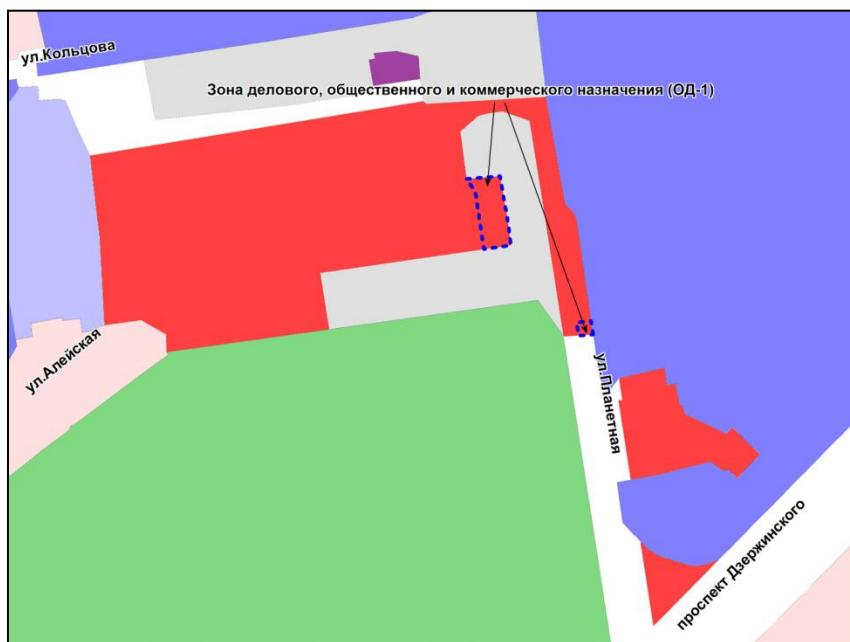 ул.Кольцова
Зона делового, общественного и коммерческого назначения (ОД-1)
ул.Алейская
ул.Планетная
проспект Дзержинского